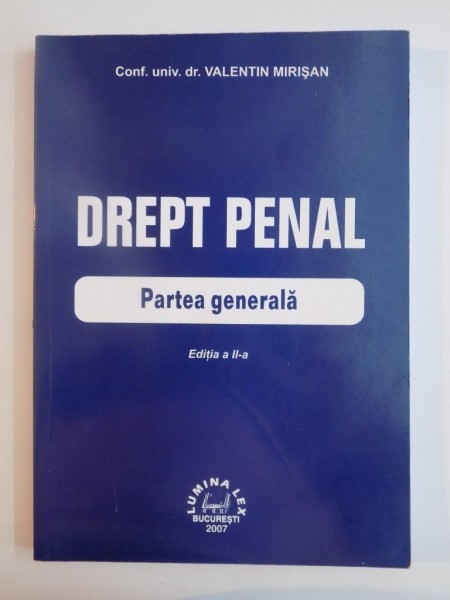 Conf. univ. dr. VALENTIN MIRIŞAN
DREPT PENAL
Partea generală
Ediţia a II-a
LUMINA LEX
BUCUREŞTI
2007